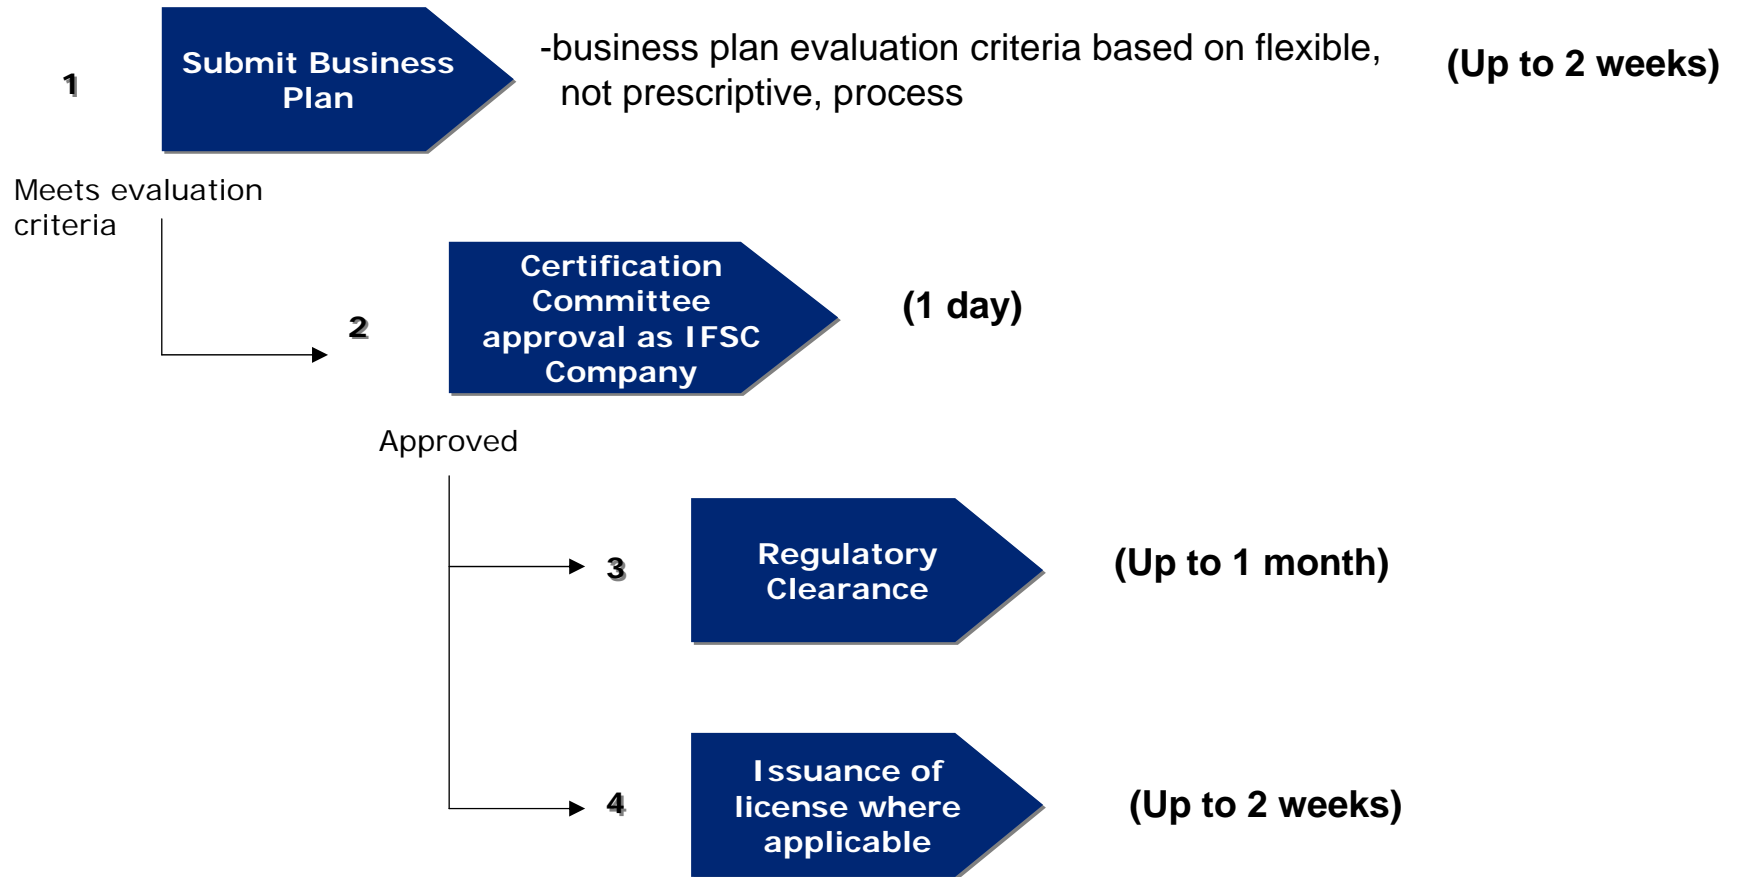 1
Submit Business
Plan
-business plan evaluation criteria based on flexible,
not prescriptive, process
(Up to 2 weeks)
Meets evaluation
criteria
2
Certification
Committee
approval as IFSC
Company
(1 day)
Approved
3
Regulatory
Clearance
(Up to 1 month)
4
Issuance of
license where
applicable
(Up to 2 weeks)